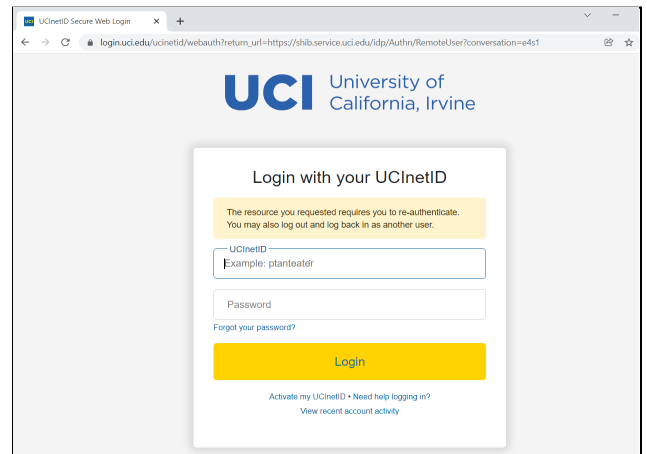 UCI UCInetID Secure Web Login × +
login.uci.edu/ucinetid/webauth?return_url=https://shib.service.uci.edu/idp/Authn/RemoteUser?conversation=e4s1
UCI
University of
California, Irvine
Login with your UCInetID
The resource you requested requires you to re-authenticate.
You may also log out and log back in as another user.
UCInetID
Example: ptanteater
Password
Forgot your password?
Login
Activate my UCInetID • Need help logging in?
View recent account activity